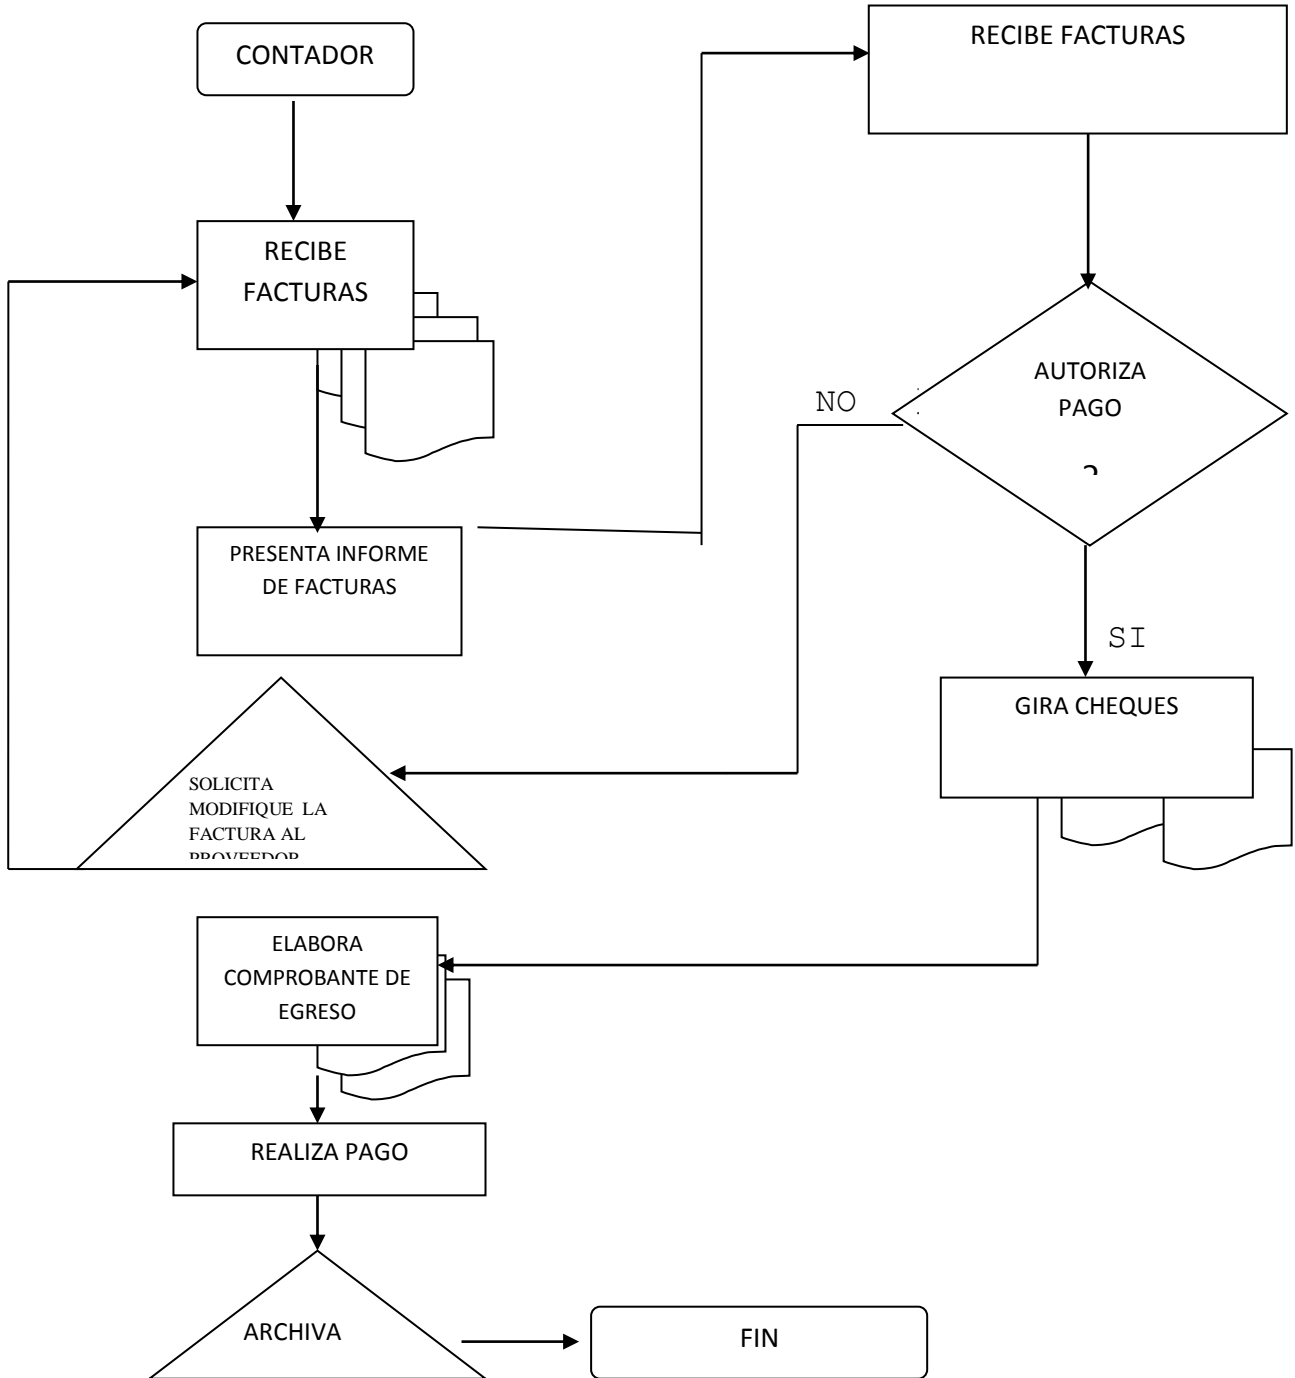 CONTADOR
RECIBE
FACTURAS
PRESENTA INFORME
DE FACTURAS
RECIBE FACTURAS
AUTORIZA
PAGO
?
NO
SI
GIRA CHEQUES
SOLICITA
MODIFIQUE LA
FACTURA AL
PROVEEDOR
ELABORA
COMPROBANTE DE
EGRESO
REALIZA PAGO
ARCHIVA
FIN